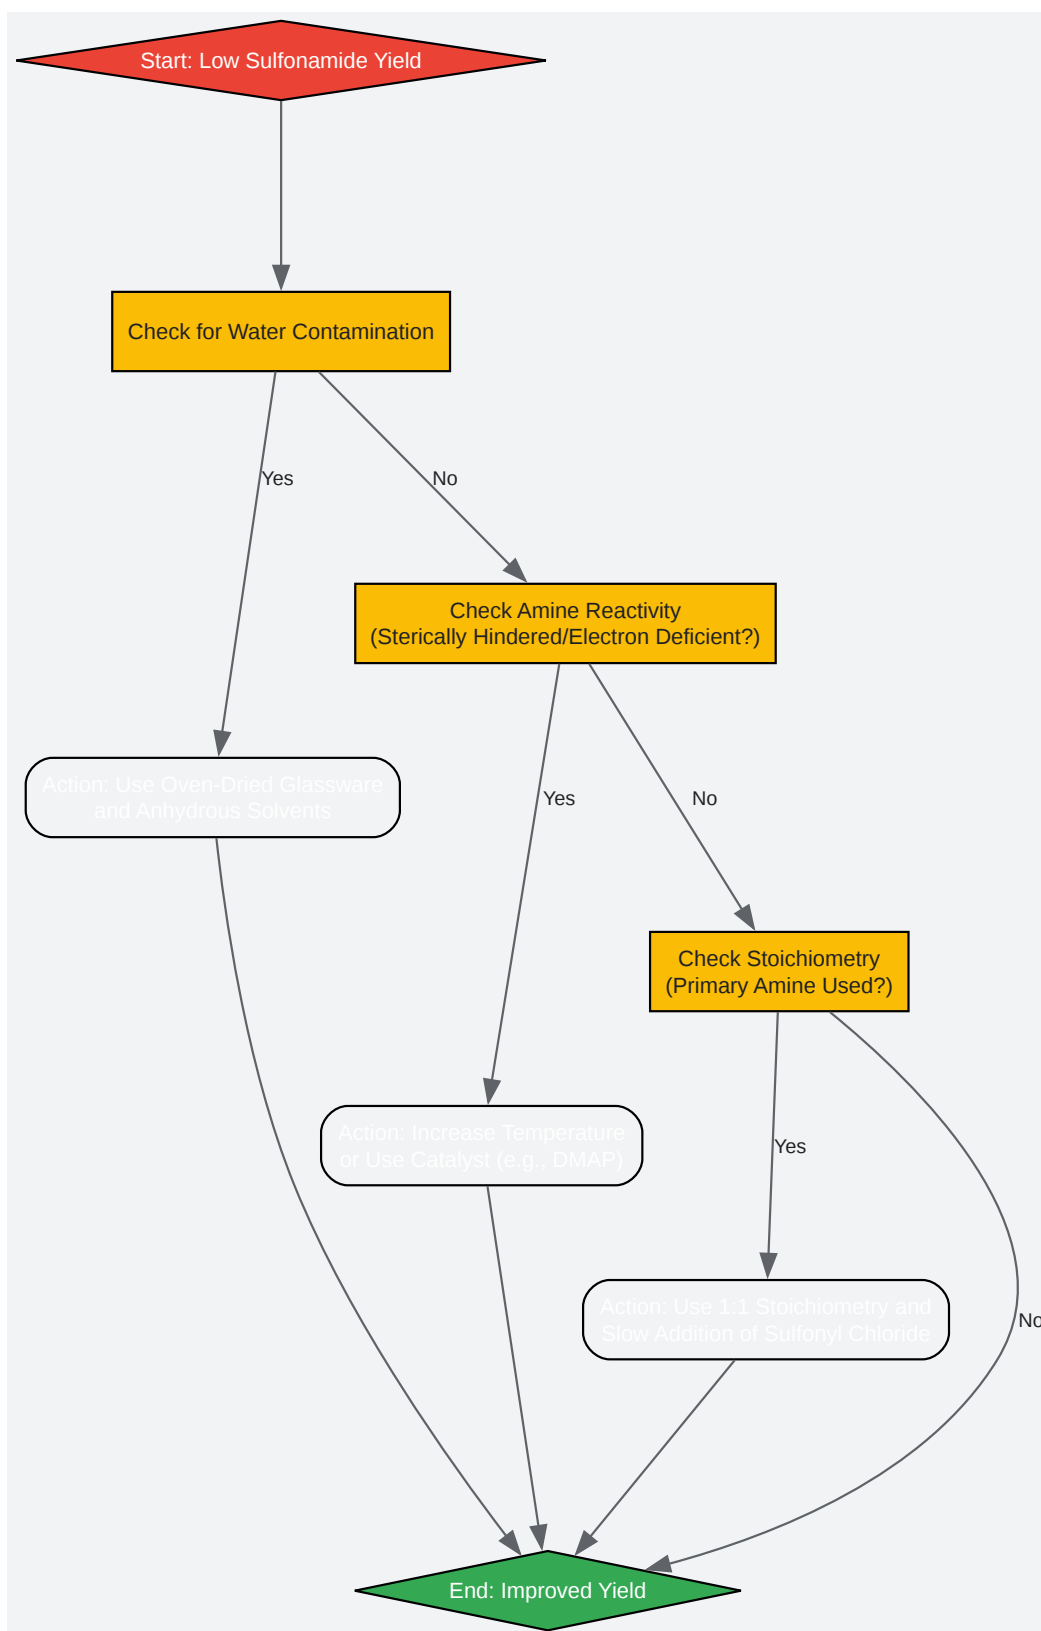 Start: Low Sulfonamide Yield
Check for Water Contamination
Yes
No
Check Amine Reactivity
(Sterically Hindered/Electron Deficient?)
Action: Use Oven-Dried Glassware
and Anhydrous Solvents
Yes
No
Check Stoichiometry
(Primary Amine Used?)
Action: Increase Temperature
or Use Catalyst (e.g., DMAP)
Yes
Action: Use 1:1 Stoichiometry and
Slow Addition of Sulfonyl Chloride
No
End: Improved Yield